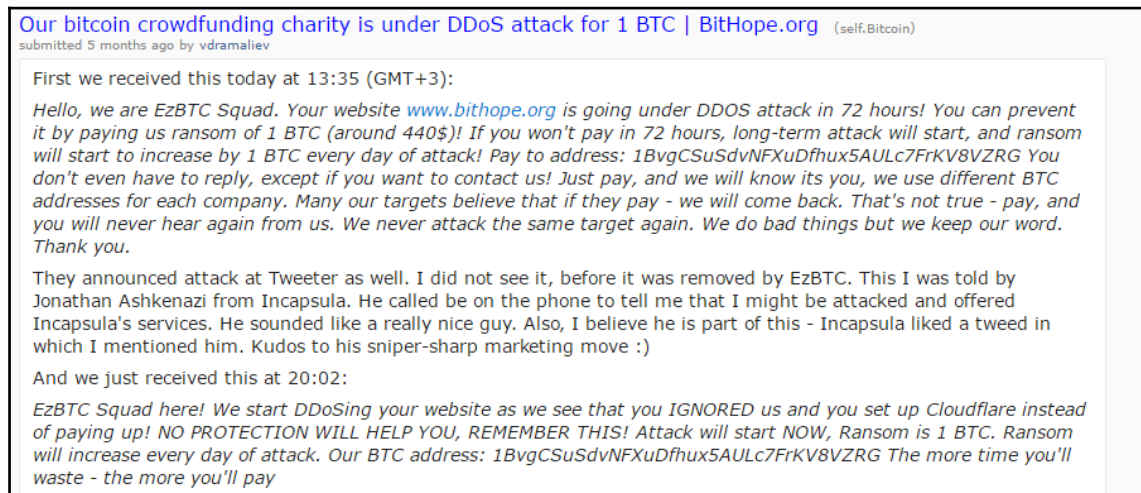 Our bitcoin crowdfunding charity is under DDoS attack for 1 BTC | BitHope.org (self.Bitcoin)
submitted 5 months ago by vdramaliev
First we received this today at 13:35 (GMT+3):
Hello, we are EzBTC Squad. Your website www.bithope.org is going under DDOS attack in 72 hours! You can prevent
it by paying us ransom of 1 BTC (around 440$)! If you won't pay in 72 hours, long-term attack will start, and ransom
will start to increase by 1 BTC every day of attack! Pay to address: 1BvgCSuSdvNFXuDfhux5AULc7FrKV8VZRG You
don't even have to reply, except if you want to contact us! Just pay, and we will know its you, we use different BTC
addresses for each company. Many our targets believe that if they pay - we will come back. That's not true - pay, and
you will never hear again from us. We never attack the same target again. We do bad things but we keep our word.
Thank you.
They announced attack at Tweeter as well. I did not see it, before it was removed by EzBTC. This I was told by
Jonathan Ashkenazi from Incapsula. He called be on the phone to tell me that I might be attacked and offered
Incapsula's services. He sounded like a really nice guy. Also, I believe he is part of this - Incapsula liked a tweed in
which I mentioned him. Kudos to his sniper-sharp marketing move :)
And we just received this at 20:02:
EzBTC Squad here! We start DDoSing your website as we see that you IGNORED us and you set up Cloudflare instead
of paying up! NO PROTECTION WILL HELP YOU, REMEMBER THIS! Attack will start NOW, Ransom is 1 BTC. Ransom
will increase every day of attack. Our BTC address: 1BvgCSuSdvNFXuDfhux5AULc7FrKV8VZRG The more time you'll
waste - the more you'll pay